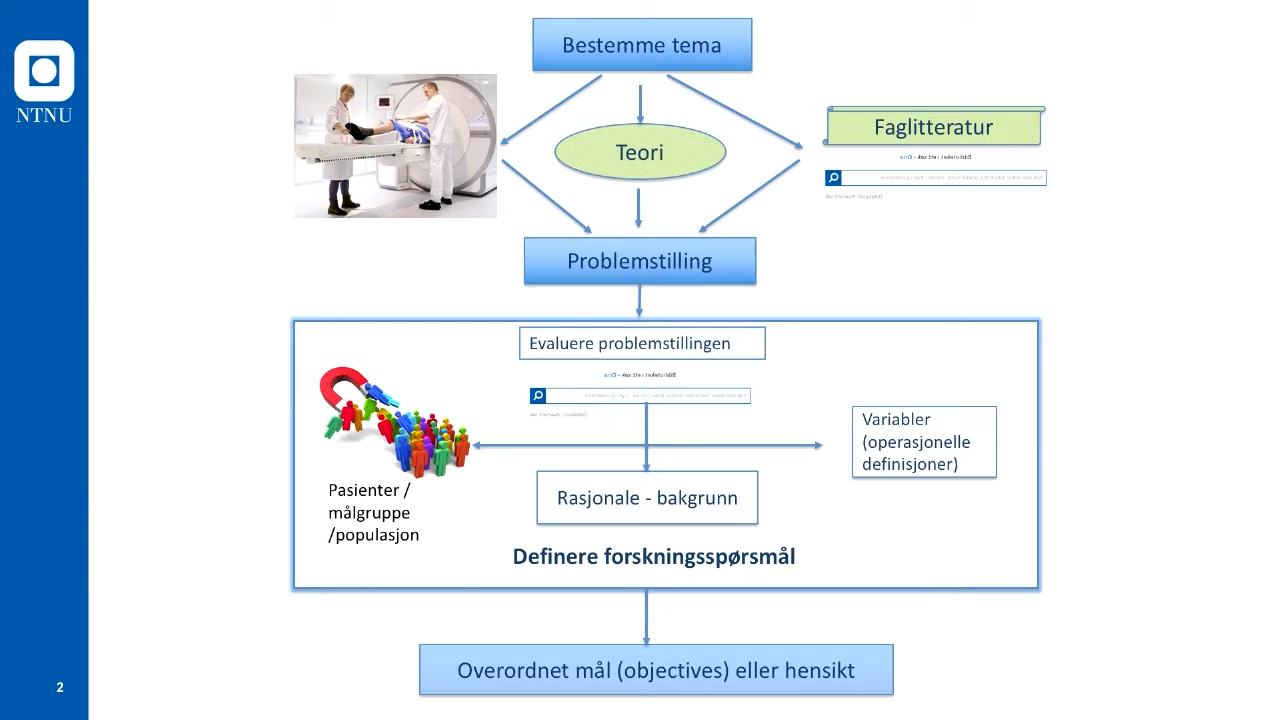 Bestemme tema
NTNU
Faglitteratur
Teori
Problemstilling
Evaluere problemstillingen
Variabler
(operasjonelle
definisjoner)
Pasienter /
målgruppe
/populasjon
Rasjonale - bakgrunn
Definere forskningsspørsmål
Overordnet mål (objectives) eller hensikt
2